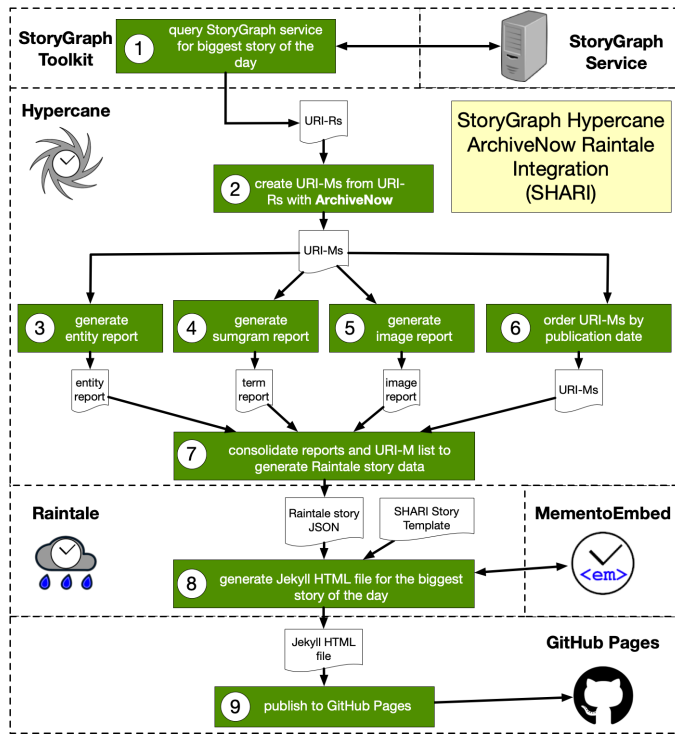 StoryGraph
Toolkit
1
query StoryGraph service
for biggest story of the
day
StoryGraph
Service
Hypercane
URI-Rs
StoryGraph Hypercane
ArchiveNow Raintale
Integration
(SHARI)
2
create URI-Ms from URI-
Rs with ArchiveNow
URI-Ms
3
generate
entity report
4
generate
sumgram report
5
generate
image report
6
order URI-Ms by
publication date
entity
report
term
report
image
report
URI-Ms
7
consolidate reports and URI-M list to
generate Raintale story data
Raintale
Raintale story
JSON
SHARI Story
Template
MementoEmbed
<em>
8
generate Jekyll HTML file for the biggest
story of the day
Jekyll HTML
file
GitHub Pages
9
publish to GitHub Pages